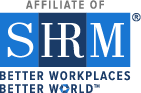 AFFILIATE OF
SHRM®
BETTER WORKPLACES
BETTER WORLD™